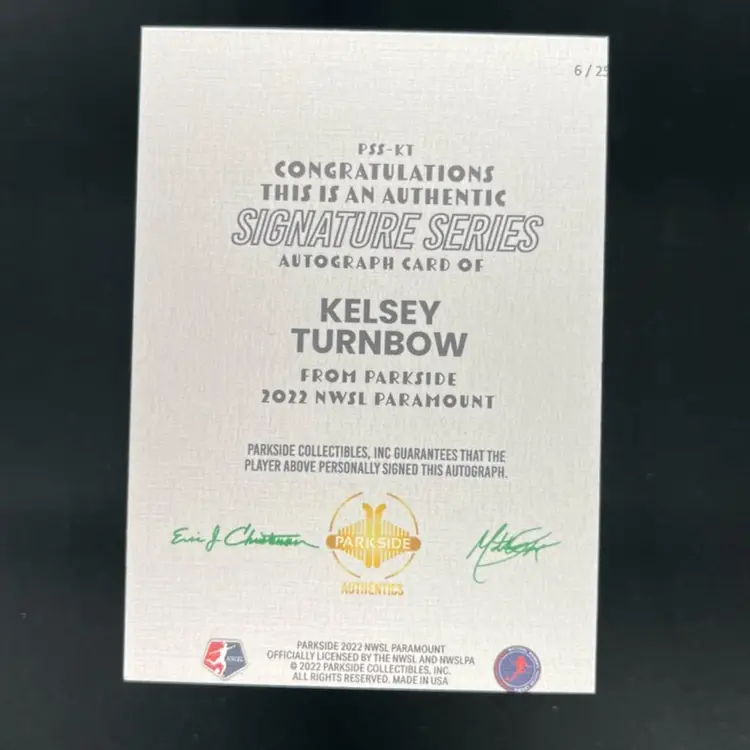 6 / 25
PSS-KT
CONGRATULATIONS
THIS IS AN AUTHENTIC
SIGNATURE SERIES
AUTOGRAPH CARD OF
KELSEY
TURNBOW
FROM PARKSIDE
2022 NWSL PARAMOUNT
PARKSIDE COLLECTIBLES, INC GUARANTEES THAT THE
PLAYER ABOVE PERSONALLY SIGNED THIS AUTOGRAPH.
PARKSIDE
AUTHENTICS
NWSL
PARKSIDE 2022 NWSL PARAMOUNT
OFFICIALLY LICENSED BY THE NWSL AND NWSLPA
© 2022 PARKSIDE COLLECTIBLES, INC.
ALL RIGHTS RESERVED. MADE IN USA